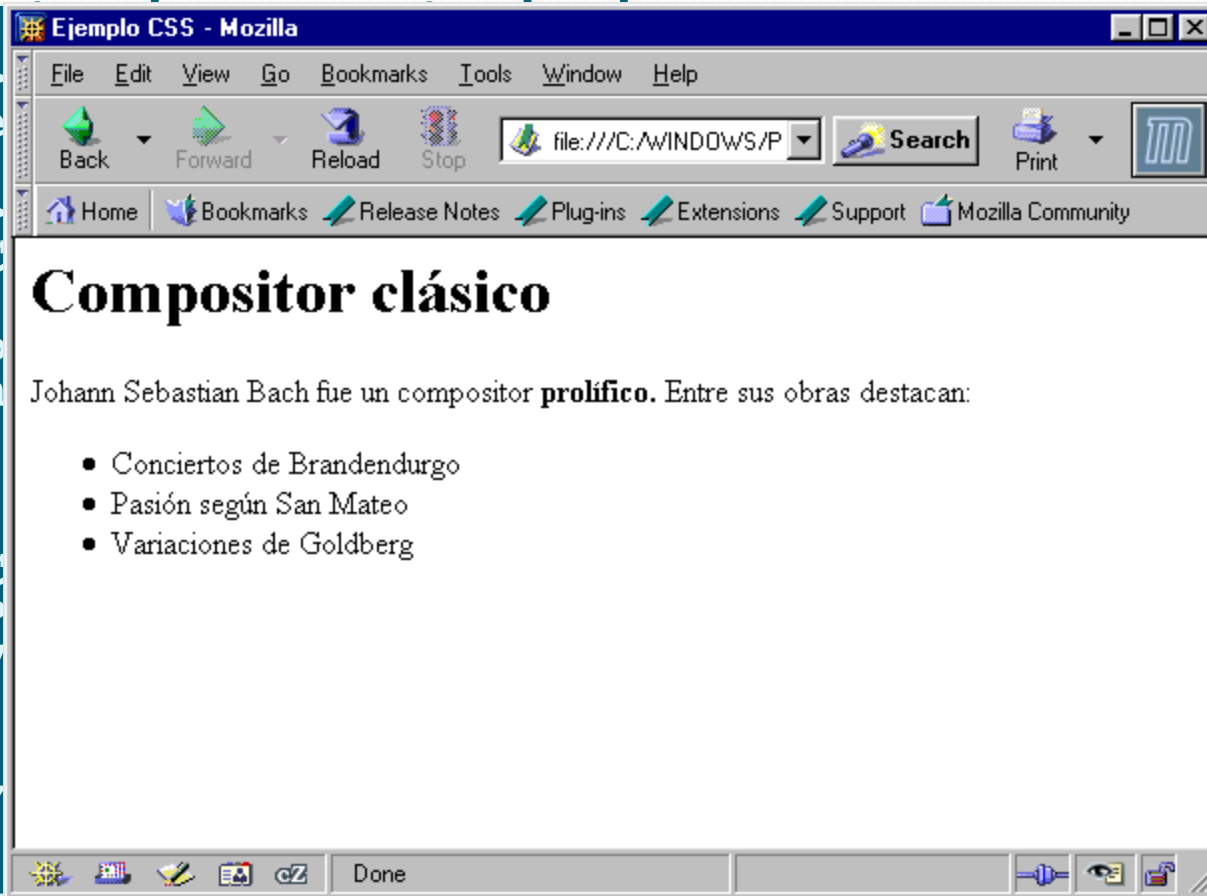 Ejemplo CSS - Mozilla
File Edit View Go Bookmarks Tools Window Help
Back Forward Reload Stop file:///C:/WINDOWS/P Search Print
Home Bookmarks Release Notes Plug-ins Extensions Support Mozilla Community
Compositor clásico
Johann Sebastian Bach fue un compositor prolífico. Entre sus obras destacan:
Conciertos de Brandendurgo
Pasión según San Mateo
Variaciones de Goldberg
Done